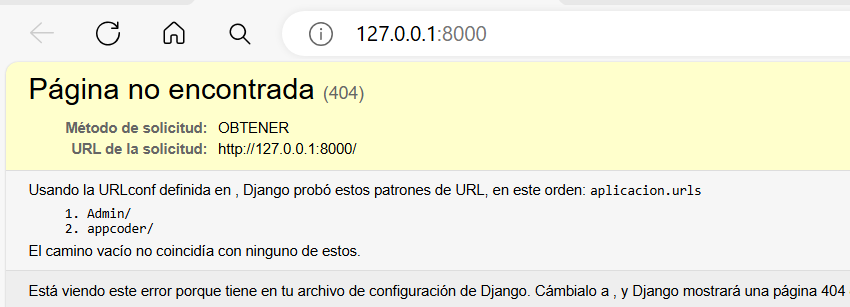 127.0.0.1:8000
Página no encontrada (404)
Método de solicitud: OBTENER
URL de la solicitud: http://127.0.0.1:8000/
Usando la URLconf definida en , Django probó estos patrones de URL, en este orden: aplicacion.urls
1. Admin/
2. appcoder/
El camino vacío no coincidía con ninguno de estos.
Está viendo este error porque tiene en tu archivo de configuración de Django. Cámbialo a , y Django mostrará una página 404